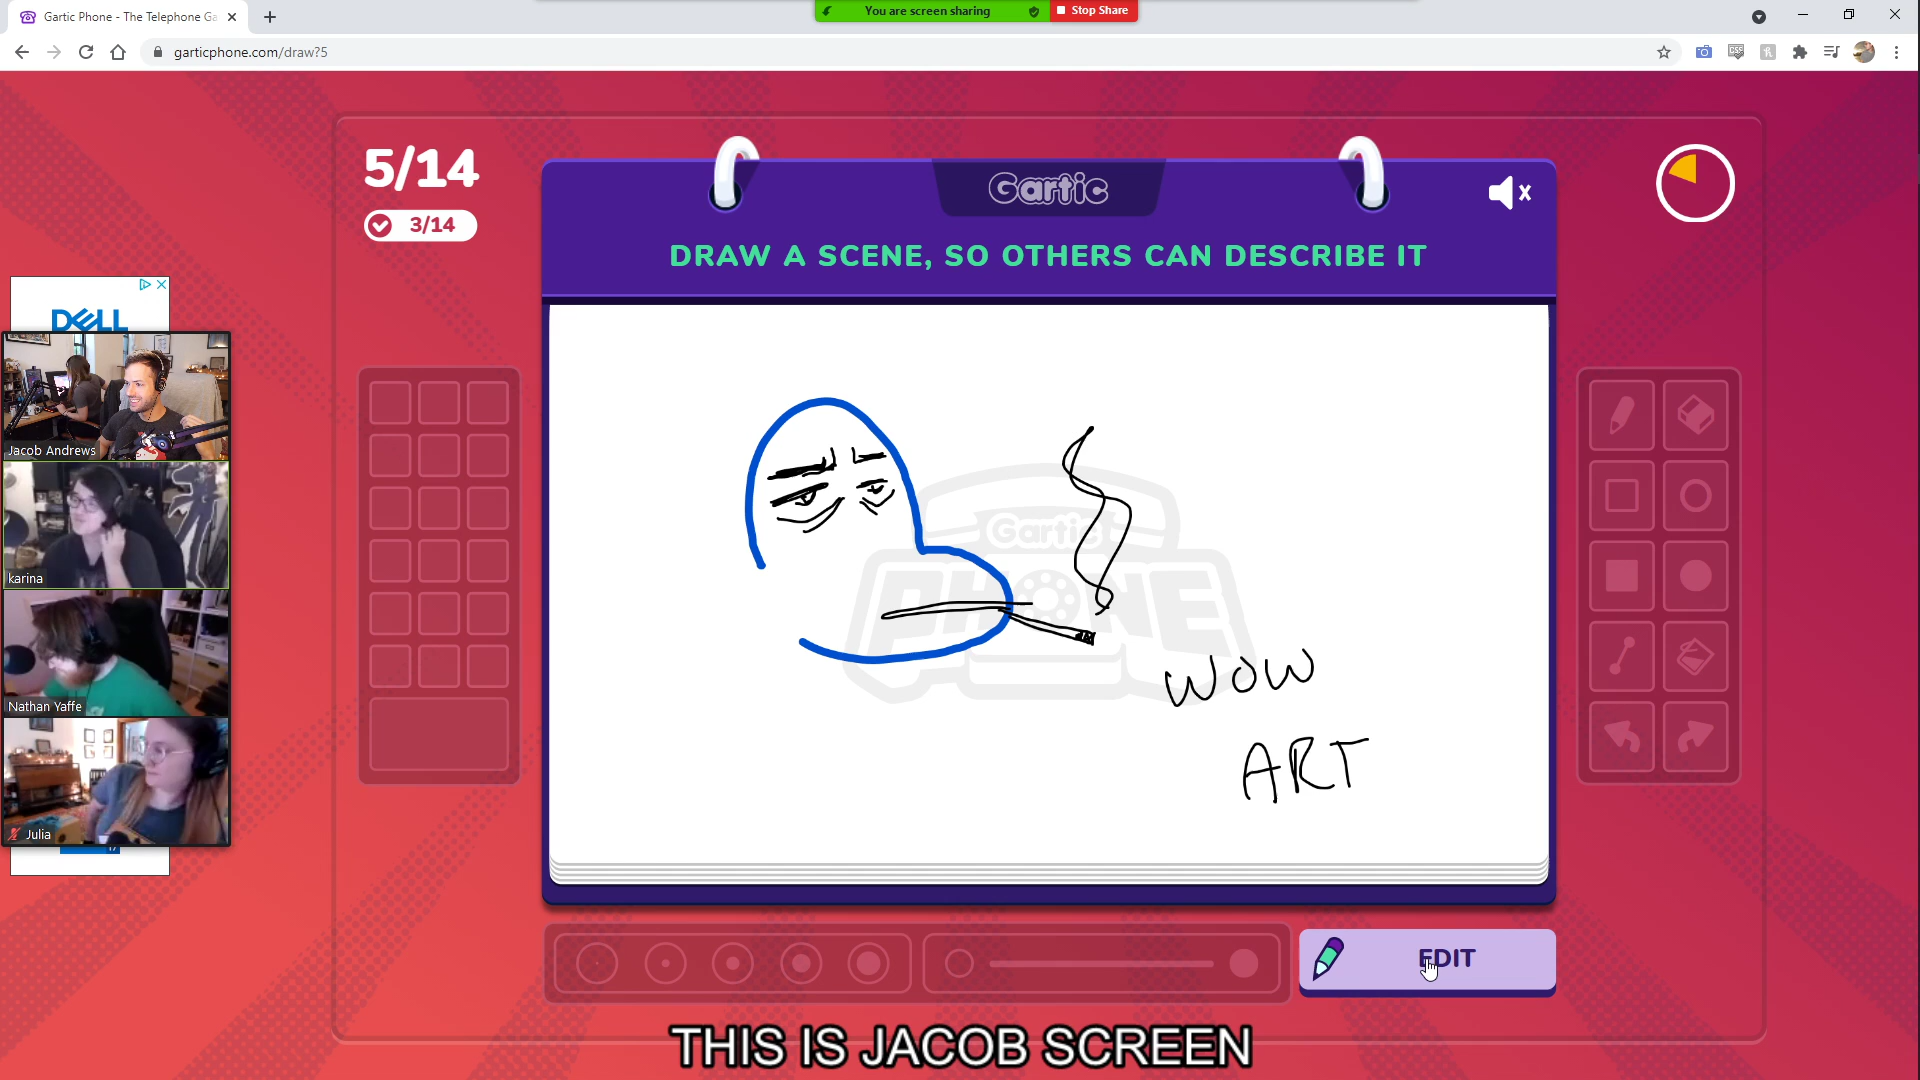 Gartic Phone - The Telephone Ga
You are screen sharing
Stop Share
garticphone.com/draw?5
5/14
3/14
Gartic
DRAW A SCENE, SO OTHERS CAN DESCRIBE IT
DELL
Jacob Andrews
karina
Nathan Yaffe
Julia
Gartic
PHONE
WOW
ART
EDIT
THIS IS JACOB SCREEN